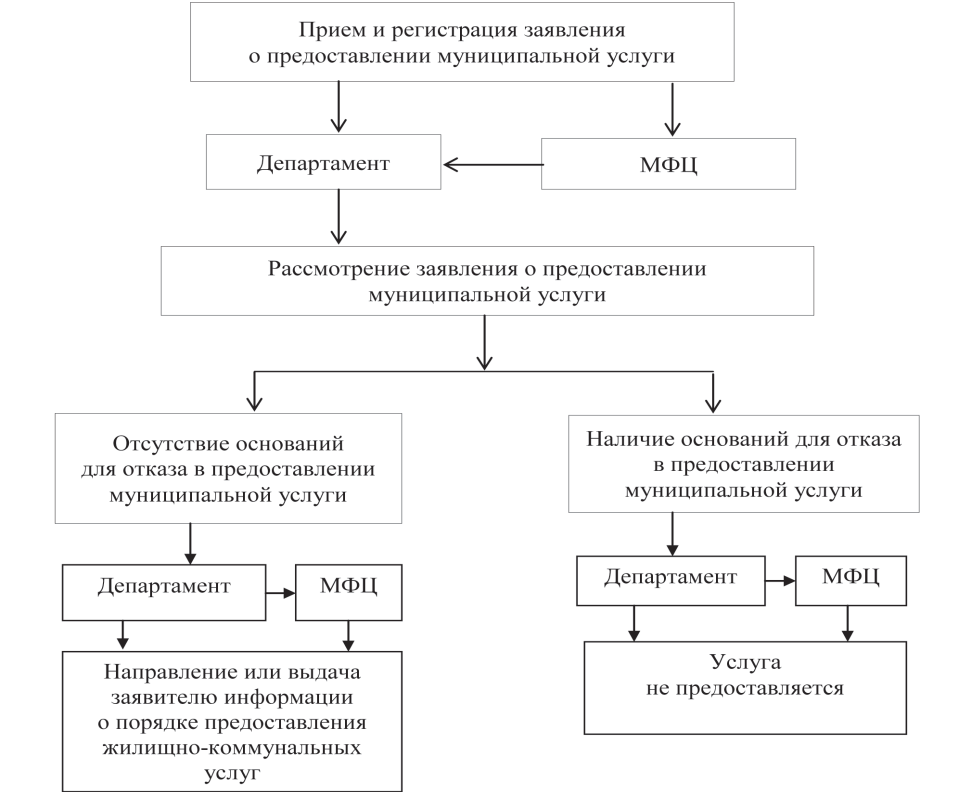 Прием и регистрация заявления
о предоставлении муниципальной услуги
Департамент
МФЦ
Рассмотрение заявления о предоставлении
муниципальной услуги
Отсутствие оснований
для отказа в предоставлении
муниципальной услуги
Наличие оснований для отказа
в предоставлении
муниципальной услуги
Департамент
МФЦ
Департамент
МФЦ
Направление или выдача
заявителю информации
о порядке предоставления
жилищно-коммунальных
услуг
Услуга
не предоставляется